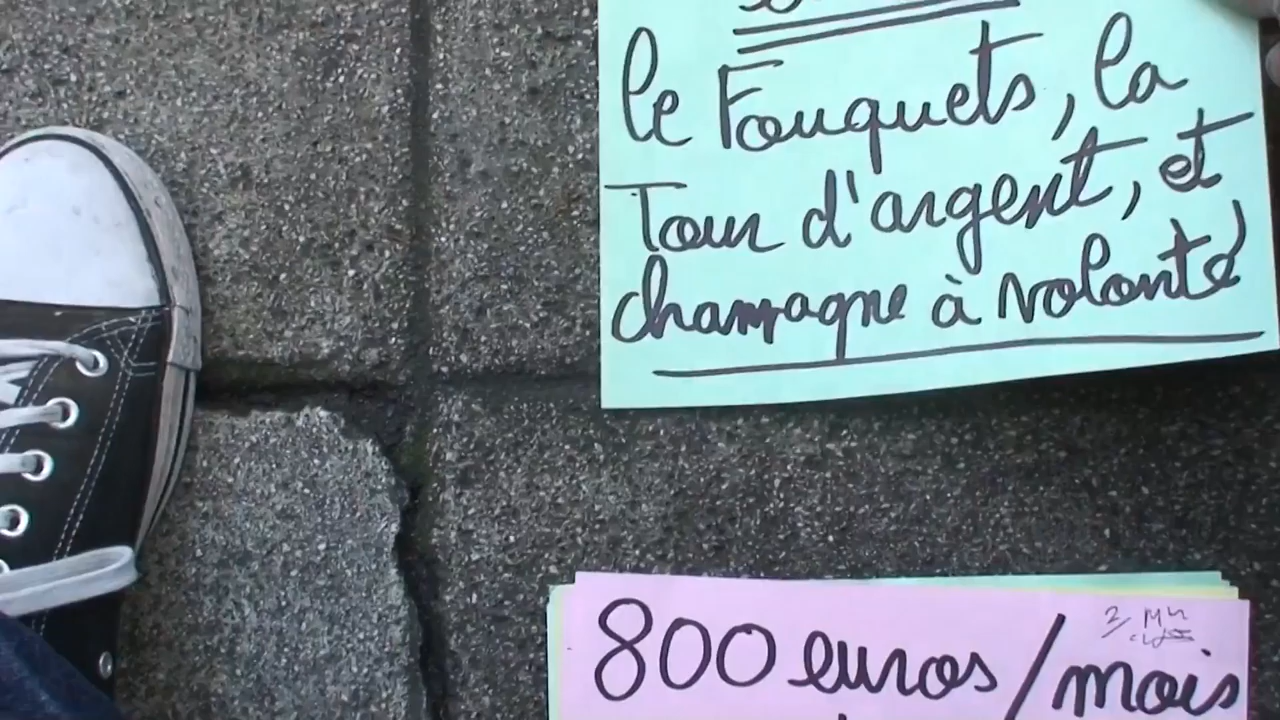 le Fouquets, la
Tour d'argent, et
champagne à volonté
800 euros/mois